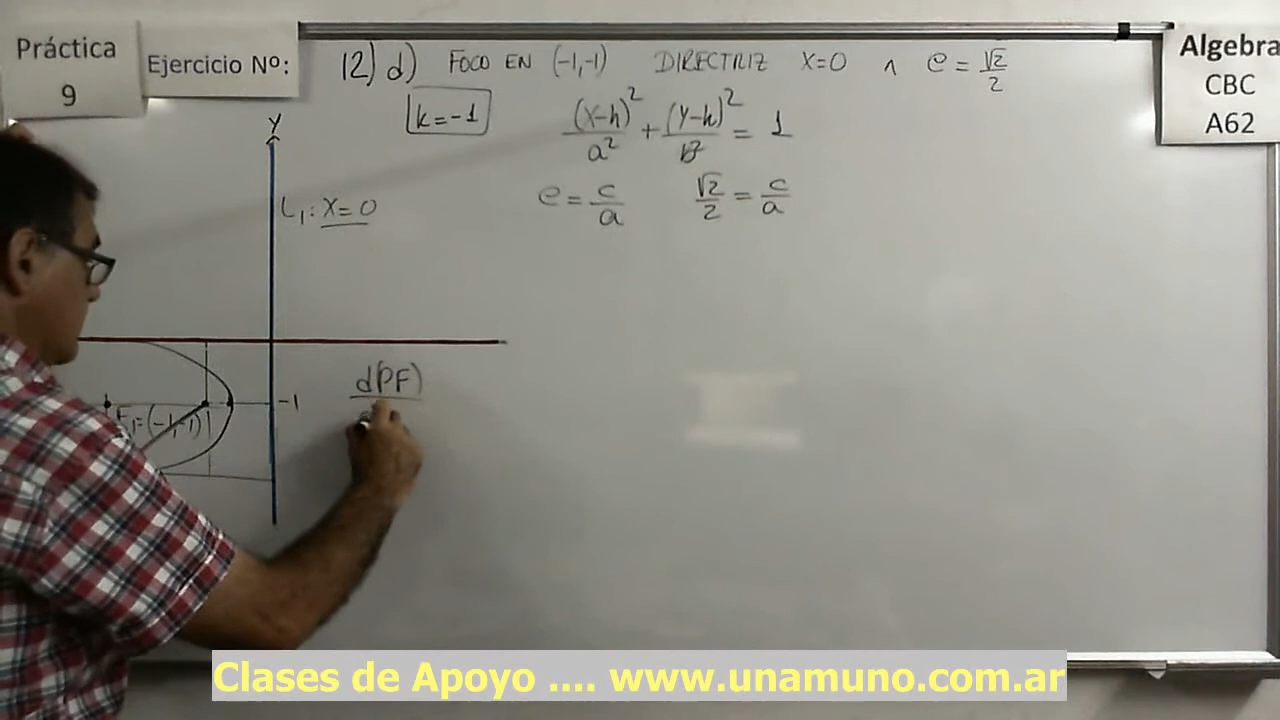 Práctica
9
Ejercicio Nº:
12) d) FOCO EN (-1,-1) DIRECTRIZ X=0 ∧ e = √2/2
Algebra
CBC
A62
k = -1
(x-h)²/a² + (y-k)²/b² = 1
Y
L₁: X = 0
e = c/a √2/2 = c/a
d(PF)
-1
F₁=(-1,-1)
Clases de Apoyo .... www.unamuno.com.ar